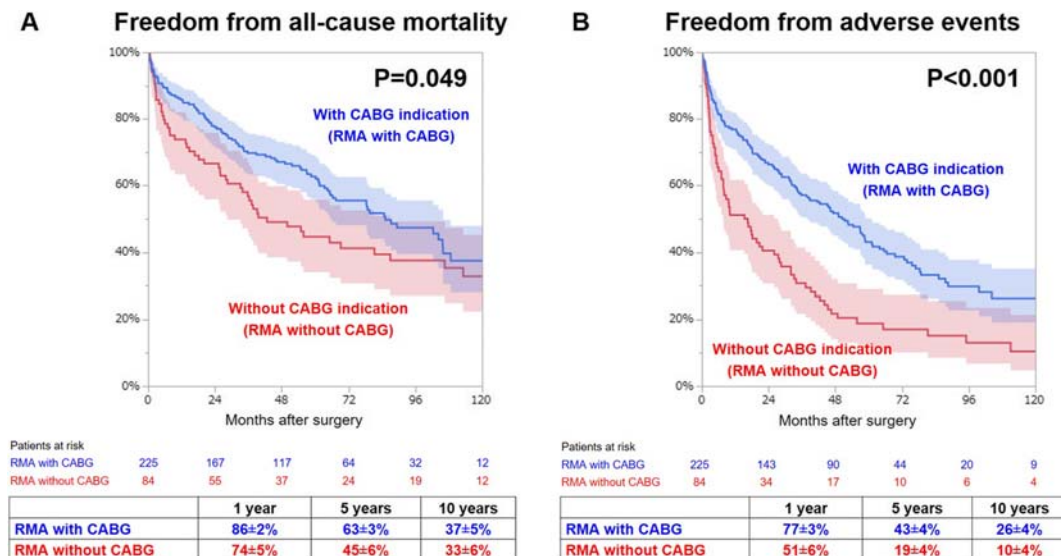 A Freedom from all-cause mortality
100%
80%
60%
40%
20%
0%
P=0.049
With CABG indication
(RMA with CABG)
Without CABG indication
(RMA without CABG)
0 24 48 72 96 120
Months after surgery
Patients at risk
RMA with CABG 225 167 117 64 32 12
RMA without CABG 84 55 37 24 19 12
1 year 5 years 10 years
RMA with CABG 86±2% 63±3% 37±5%
RMA without CABG 74±5% 45±6% 33±6%
B Freedom from adverse events
100%
80%
60%
40%
20%
0%
P<0.001
With CABG indication
(RMA with CABG)
Without CABG indication
(RMA without CABG)
0 24 48 72 96 120
Months after surgery
Patients at risk
RMA with CABG 225 143 90 44 20 9
RMA without CABG 84 34 17 10 6 4
1 year 5 years 10 years
RMA with CABG 77±3% 43±4% 26±4%
RMA without CABG 51±6% 19±4% 10±4%